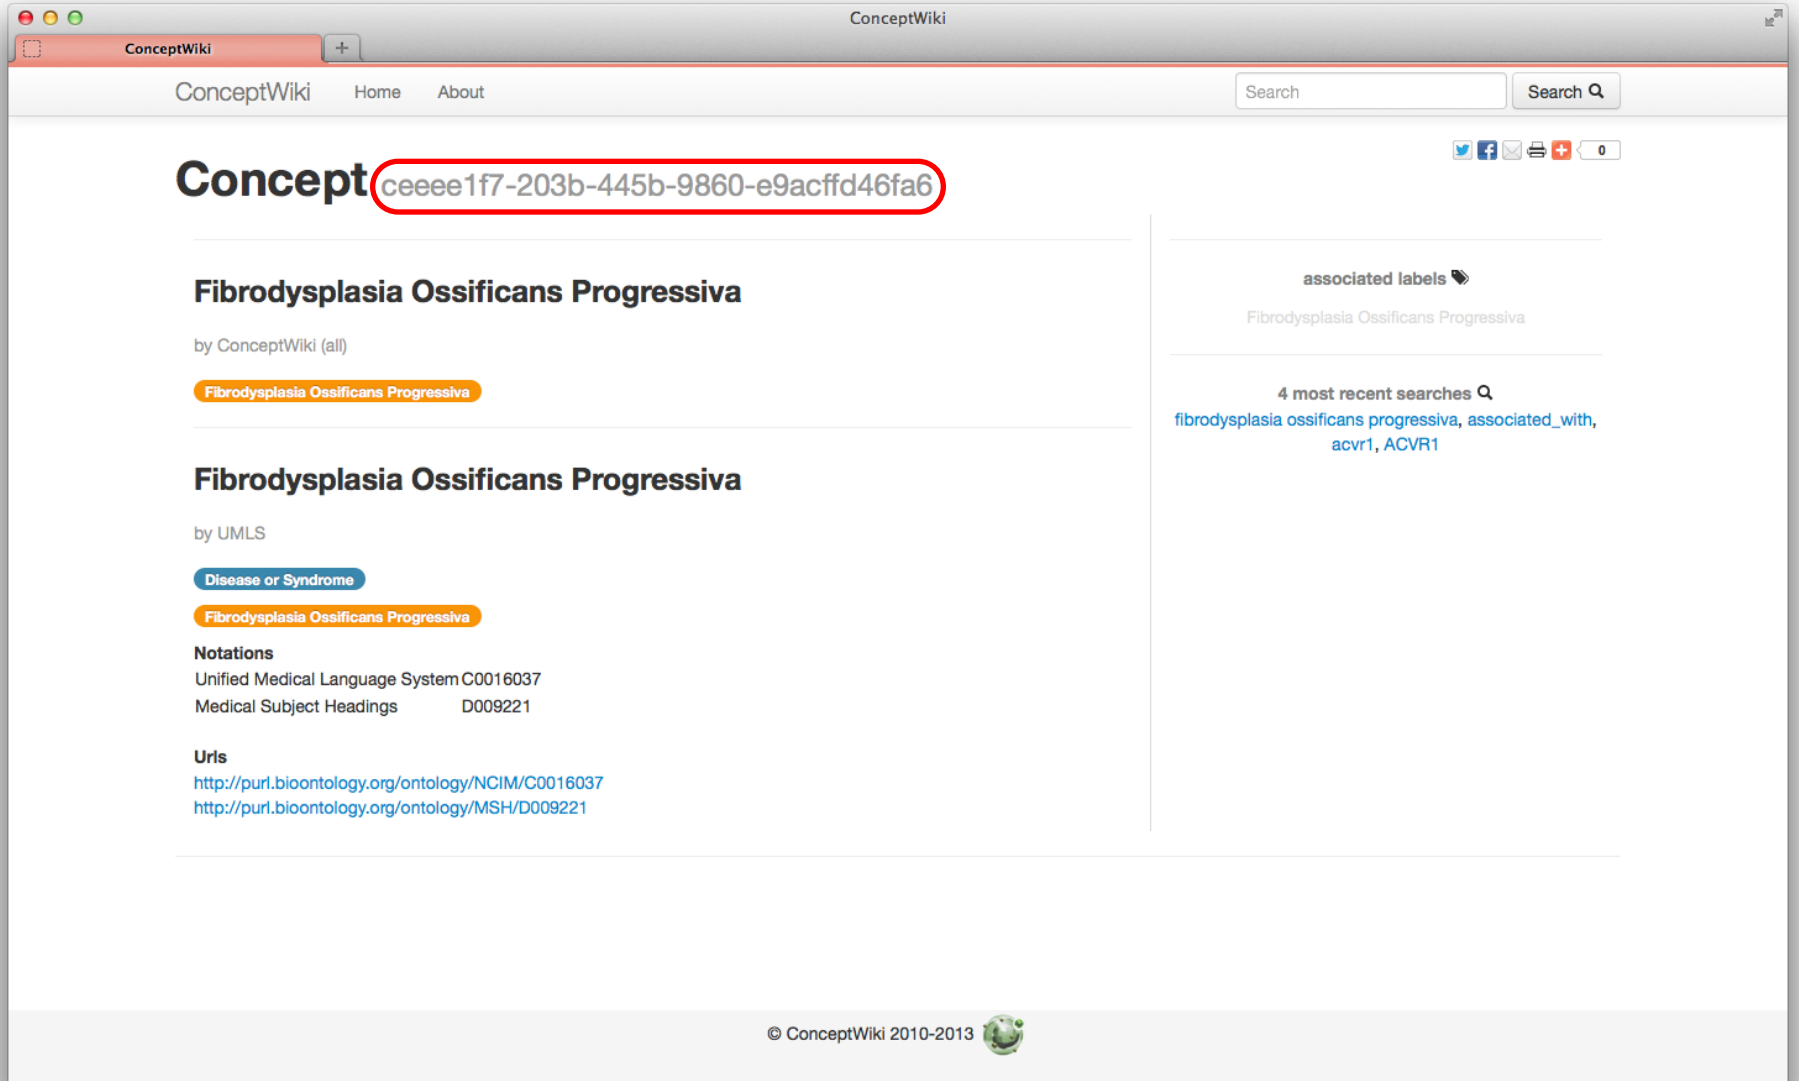 ConceptWiki
ConceptWiki
+
ConceptWiki Home About Search Search
0
Concept ceeee1f7-203b-445b-9860-e9acffd46fa6
Fibrodysplasia Ossificans Progressiva
by ConceptWiki (all)
Fibrodysplasia Ossificans Progressiva
Fibrodysplasia Ossificans Progressiva
by UMLS
Disease or Syndrome
Fibrodysplasia Ossificans Progressiva
Notations
Unified Medical Language System C0016037
Medical Subject Headings D009221
Urls
http://purl.bioontology.org/ontology/NCIM/C0016037
http://purl.bioontology.org/ontology/MSH/D009221
associated labels
Fibrodysplasia Ossificans Progressiva
4 most recent searches
fibrodysplasia ossificans progressiva, associated_with,
acvr1, ACVR1
© ConceptWiki 2010-2013